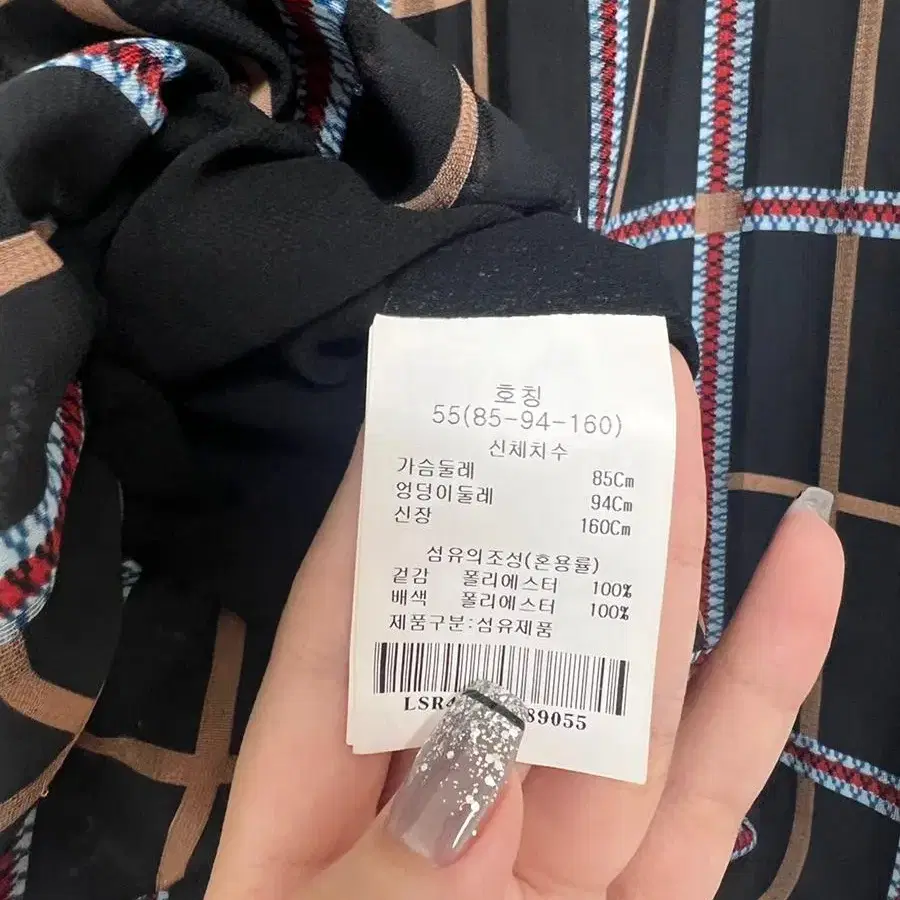 호칭
55(85-94-160)
신체치수
가슴둘레 85Cm
엉덩이둘레 94Cm
신장 160Cm
섬유의조성(혼용률)
겉감 폴리에스터 100%
배색 폴리에스터 100%
제품구분:섬유제품